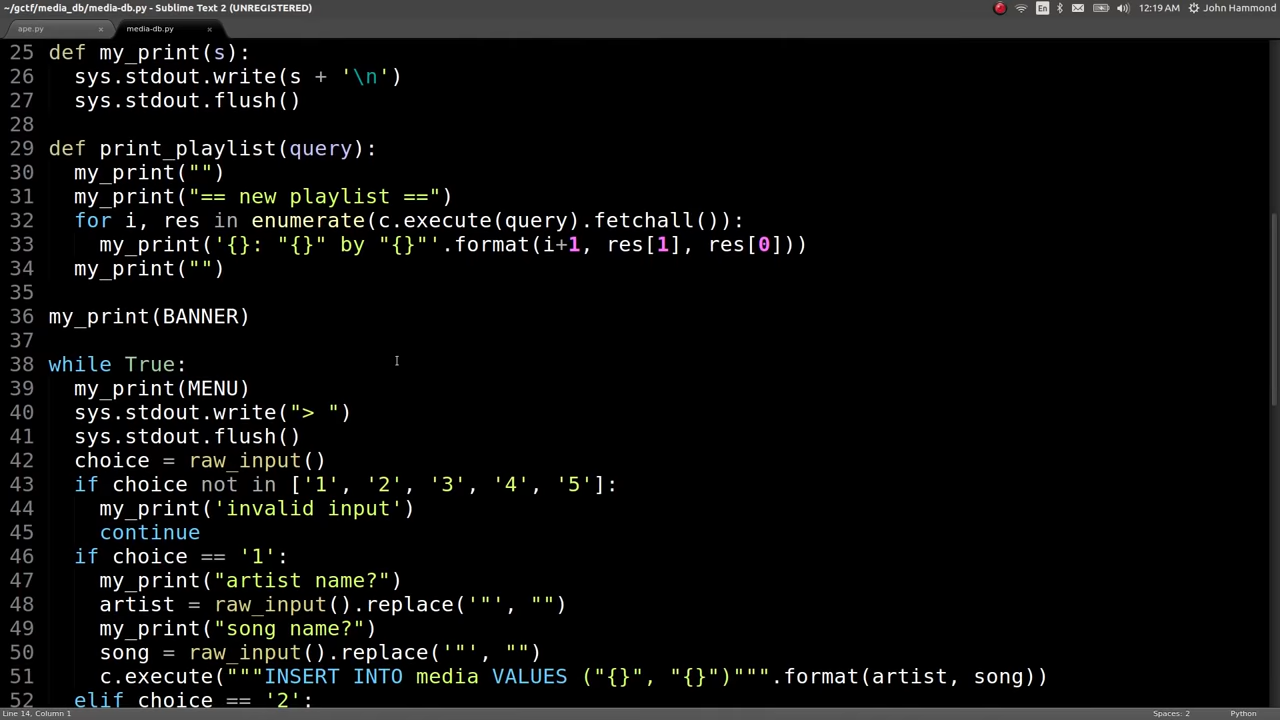 ~/gctf/media_db/media-db.py - Sublime Text 2 (UNREGISTERED)
En
12:19 AM
John Hammond
ape.py
×
media-db.py
×
25 def my_print(s):
26   sys.stdout.write(s + '\n')
27   sys.stdout.flush()
28
29 def print_playlist(query):
30   my_print("")
31   my_print("== new playlist ==")
32   for i, res in enumerate(c.execute(query).fetchall()):
33     my_print('{}: "{}" by "{}"'.format(i+1, res[1], res[0]))
34   my_print("")
35
36 my_print(BANNER)
37
38 while True:
39   my_print(MENU)
40   sys.stdout.write("> ")
41   sys.stdout.flush()
42   choice = raw_input()
43   if choice not in ['1', '2', '3', '4', '5']:
44     my_print('invalid input')
45     continue
46   if choice == '1':
47     my_print("artist name?")
48     artist = raw_input().replace('"', "")
49     my_print("song name?")
50     song = raw_input().replace('"', "")
51     c.execute("""INSERT INTO media VALUES ("{}", "{}")""".format(artist, song))
52   elif choice == '2':
Line 14, Column 1
Spaces: 2
Python